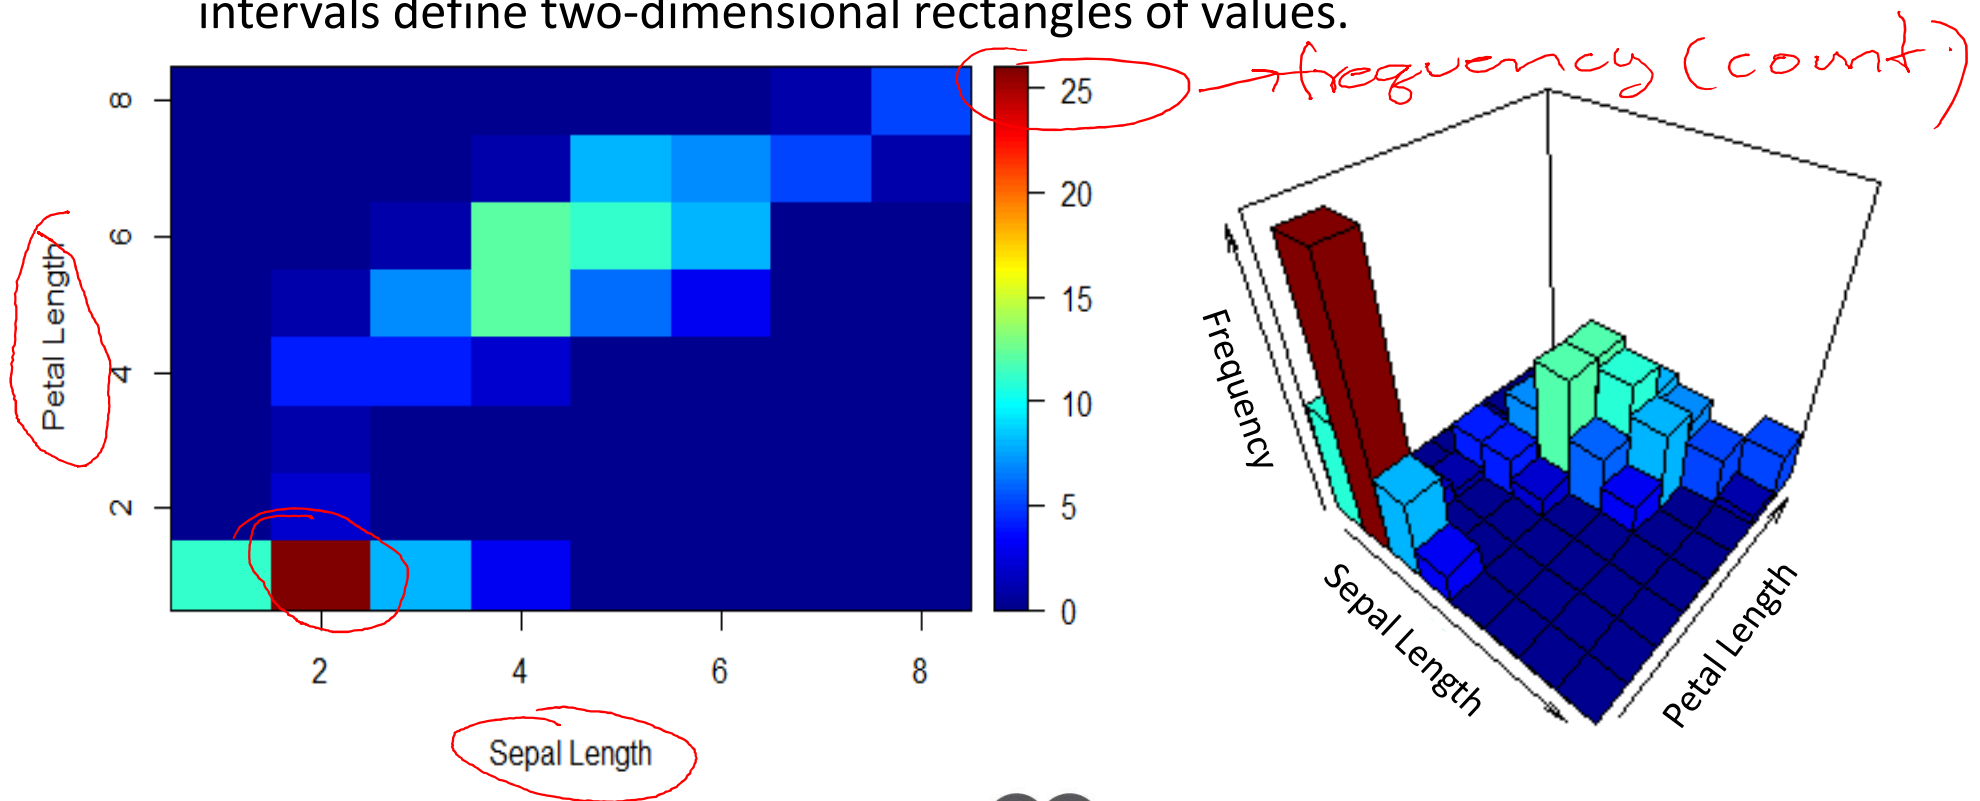 intervals define two-dimensional rectangles of values.
frequency (count)
25
20
15
10
5
0
8
6
4
2
Petal Length
2 4 6 8
Sepal Length
Frequency
Sepal Length
Petal Length